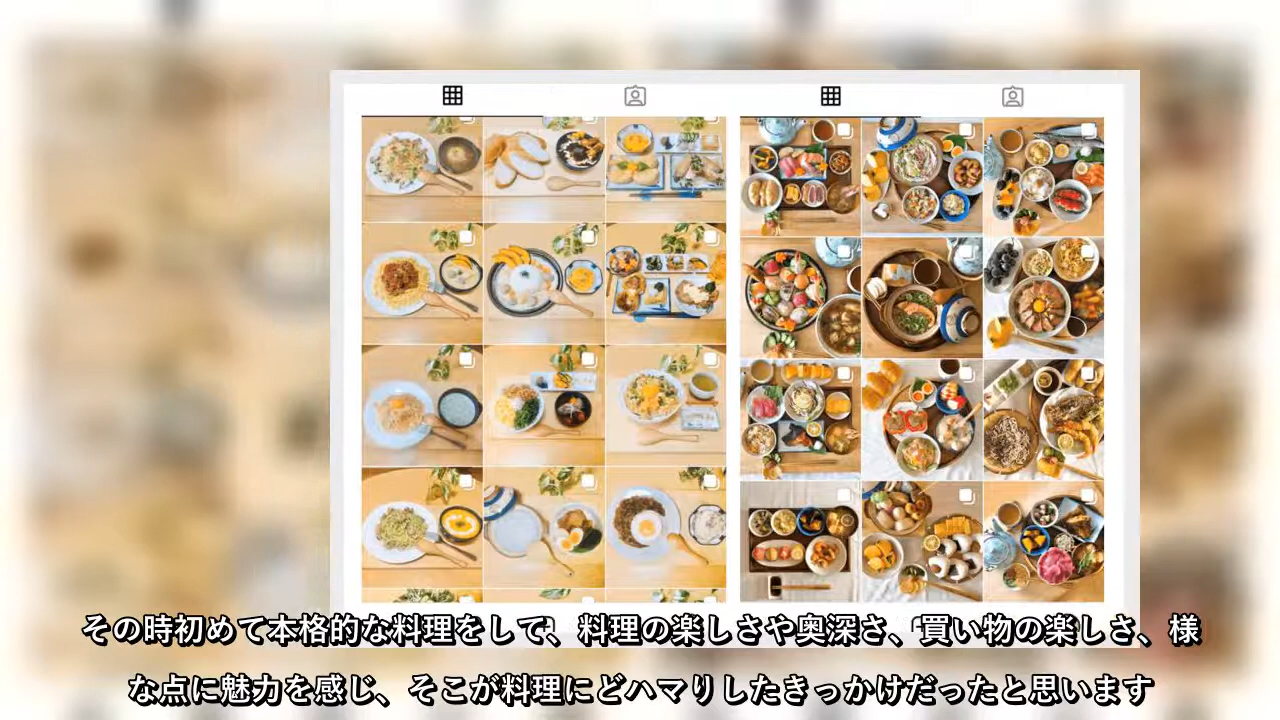 その時初めて本格的な料理をして、料理の楽しさや奥深さ、買い物の楽しさ、様
な点に魅力を感じ、そこが料理にどハマりしたきっかけだったと思います